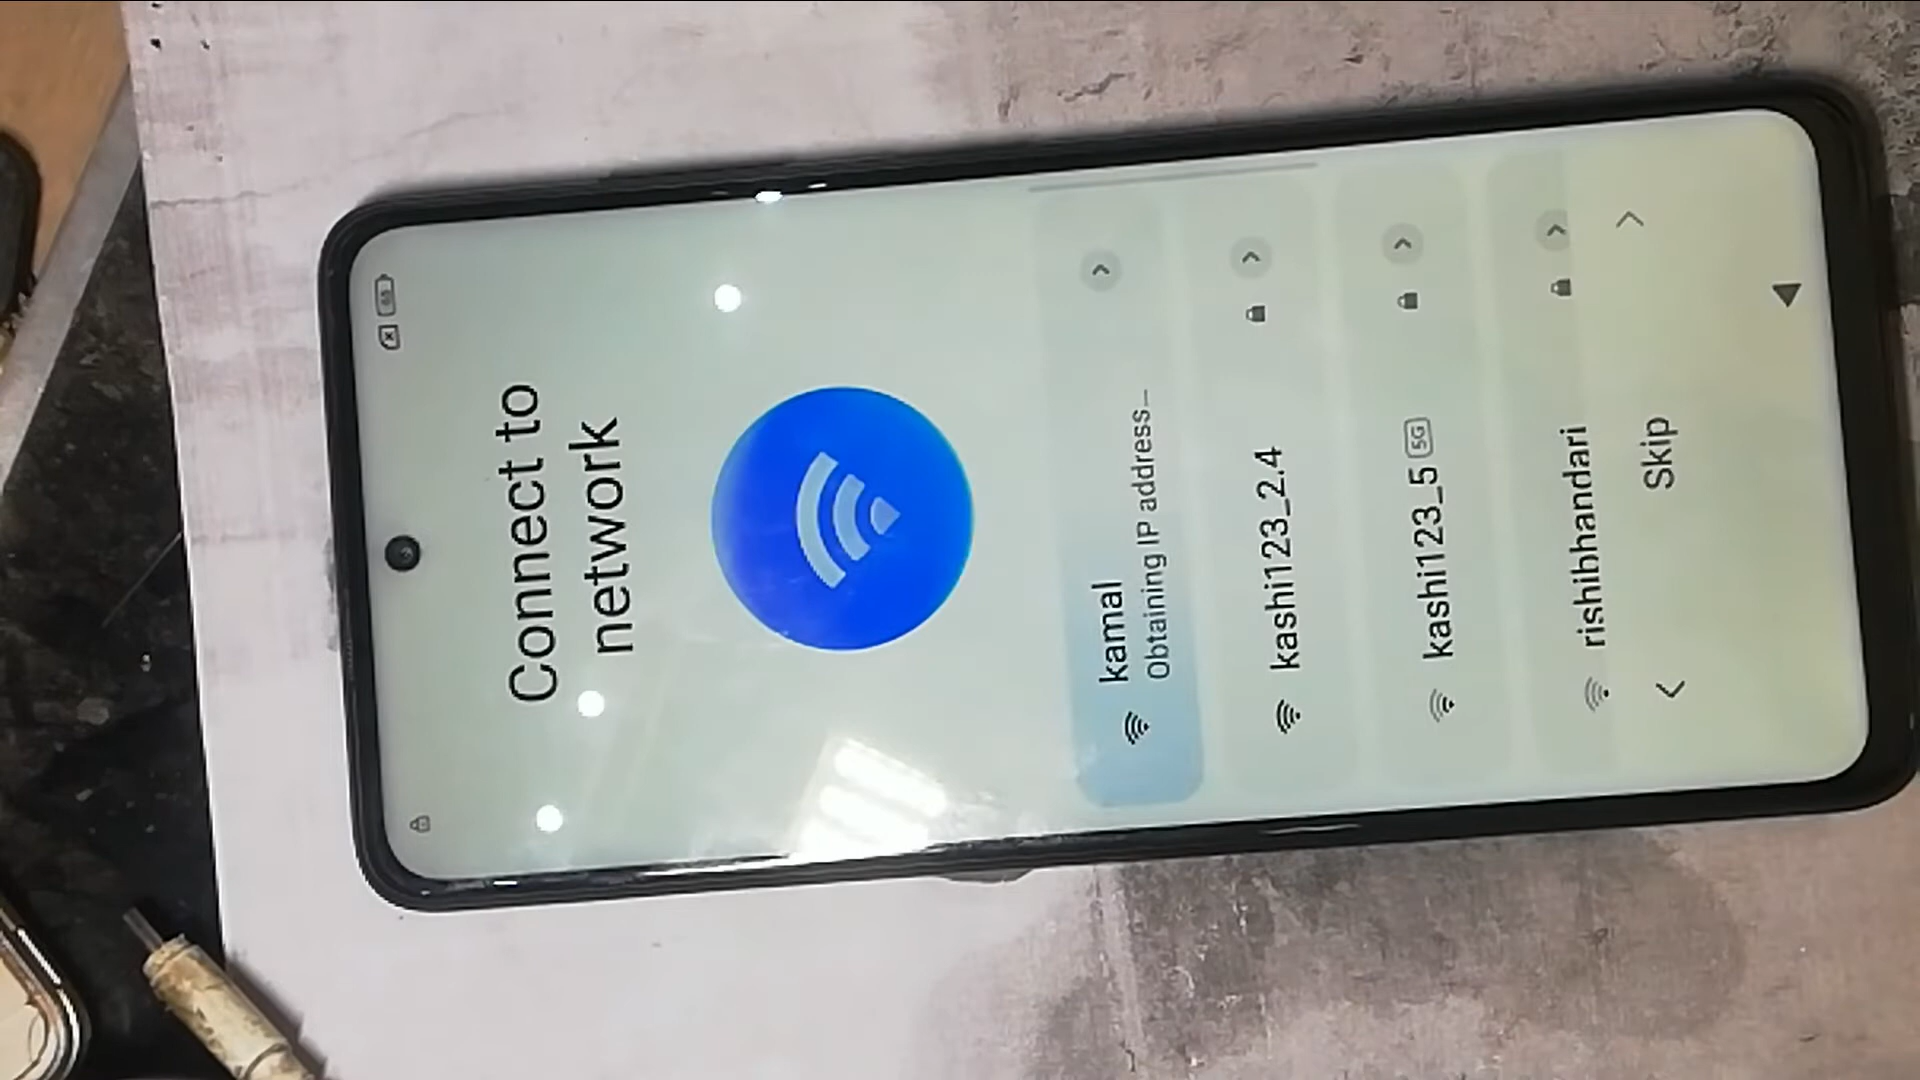 Connect to
network
kamal
Obtaining IP address…
kashi123_2.4
kashi123_5 5G
rishibhandari
Skip